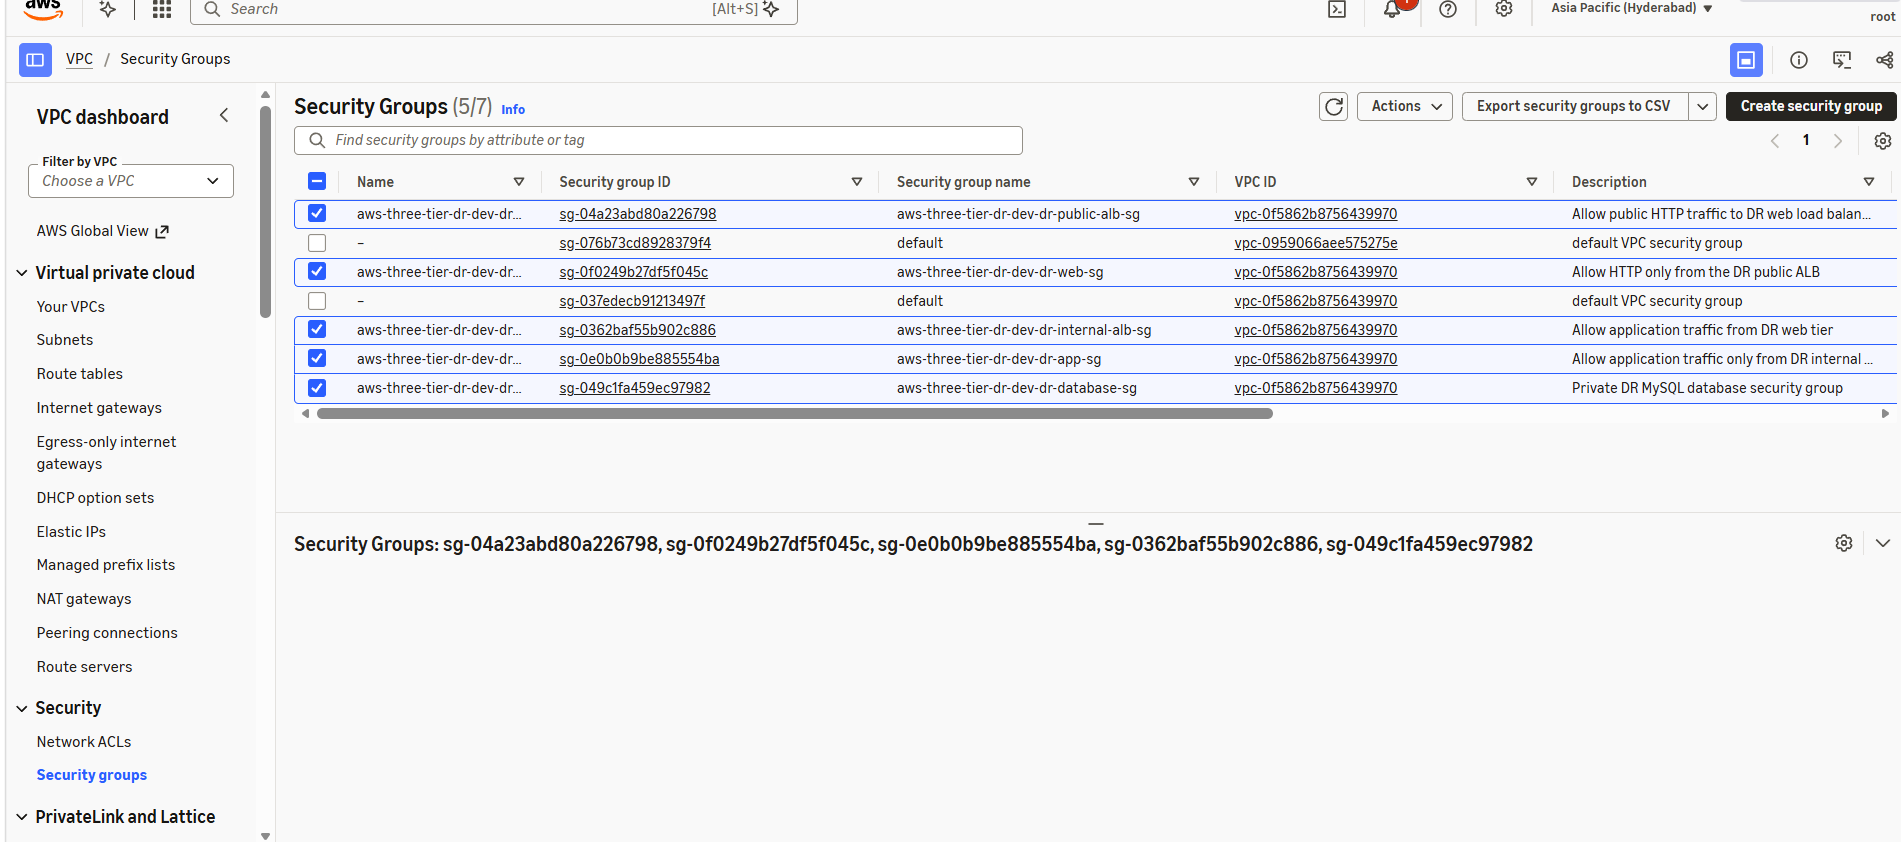 aws
Search [Alt+S]
Asia Pacific (Hyderabad)
root
VPC / Security Groups
VPC dashboard
Filter by VPC
Choose a VPC
AWS Global View
Virtual private cloud
Your VPCs
Subnets
Route tables
Internet gateways
Egress-only internet
gateways
DHCP option sets
Elastic IPs
Managed prefix lists
NAT gateways
Peering connections
Route servers
Security
Network ACLs
Security groups
PrivateLink and Lattice
Security Groups (5/7) Info
Actions
Export security groups to CSV
Create security group
Find security groups by attribute or tag
1
Name Security group ID Security group name VPC ID Description
aws-three-tier-dr-dev-dr... sg-04a23abd80a226798 aws-three-tier-dr-dev-dr-public-alb-sg vpc-0f5862b8756439970 Allow public HTTP traffic to DR web load balan...
– sg-076b73cd8928379f4 default vpc-0959066aee575275e default VPC security group
aws-three-tier-dr-dev-dr... sg-0f0249b27df5f045c aws-three-tier-dr-dev-dr-web-sg vpc-0f5862b8756439970 Allow HTTP only from the DR public ALB
– sg-037edecb91213497f default vpc-0f5862b8756439970 default VPC security group
aws-three-tier-dr-dev-dr... sg-0362baf55b902c886 aws-three-tier-dr-dev-dr-internal-alb-sg vpc-0f5862b8756439970 Allow application traffic from DR web tier
aws-three-tier-dr-dev-dr... sg-0e0b0b9be885554ba aws-three-tier-dr-dev-dr-app-sg vpc-0f5862b8756439970 Allow application traffic only from DR internal ...
aws-three-tier-dr-dev-dr... sg-049c1fa459ec97982 aws-three-tier-dr-dev-dr-database-sg vpc-0f5862b8756439970 Private DR MySQL database security group
Security Groups: sg-04a23abd80a226798, sg-0f0249b27df5f045c, sg-0e0b0b9be885554ba, sg-0362baf55b902c886, sg-049c1fa459ec97982